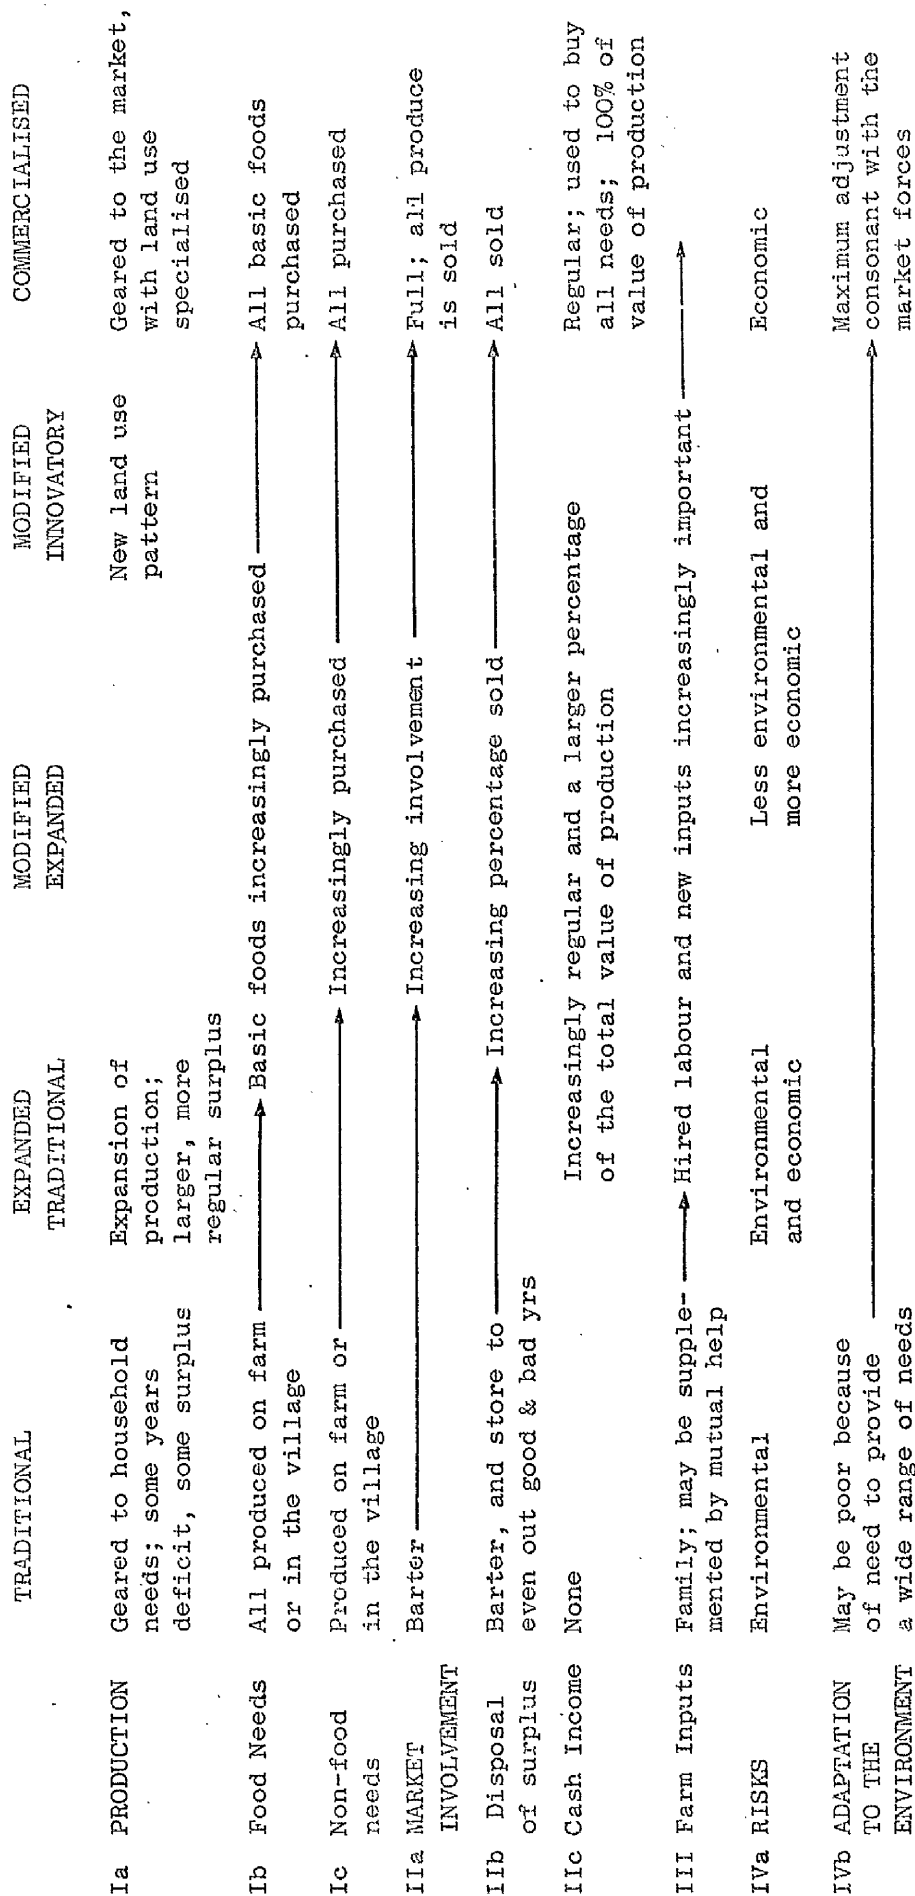 TRADITIONAL
EXPANDED
TRADITIONAL
MODIFIED
EXPANDED
MODIFIED
INNOVATORY
COMMERCIALISED
Ia PRODUCTION
Geared to household
needs; some years
deficit, some surplus
Expansion of
production;
larger, more
regular surplus
New land use
pattern
Geared to the market,
with land use
specialised
Ib Food Needs
All produced on farm
or in the village
Basic foods increasingly purchased
All basic foods
purchased
Ic Non-food
needs
Produced on farm or
in the village
Increasingly purchased
All purchased
IIa MARKET
INVOLVEMENT
Barter
Increasing involvement
Full; all produce
is sold
IIb Disposal
of surplus
Barter, and store to
even out good & bad yrs
Increasing percentage sold
All sold
IIc Cash Income
None
Increasingly regular and a larger percentage
of the total value of production
Regular; used to buy
all needs; 100% of
value of production
III Farm Inputs
Family; may be supple-
mented by mutual help
Hired labour and new inputs increasingly important
IVa RISKS
Environmental
Environmental
and economic
Less environmental and
more economic
Economic
IVb ADAPTATION
TO THE
ENVIRONMENT
May be poor because
of need to provide
a wide range of needs
Maximum adjustment
consonant with the
market forces